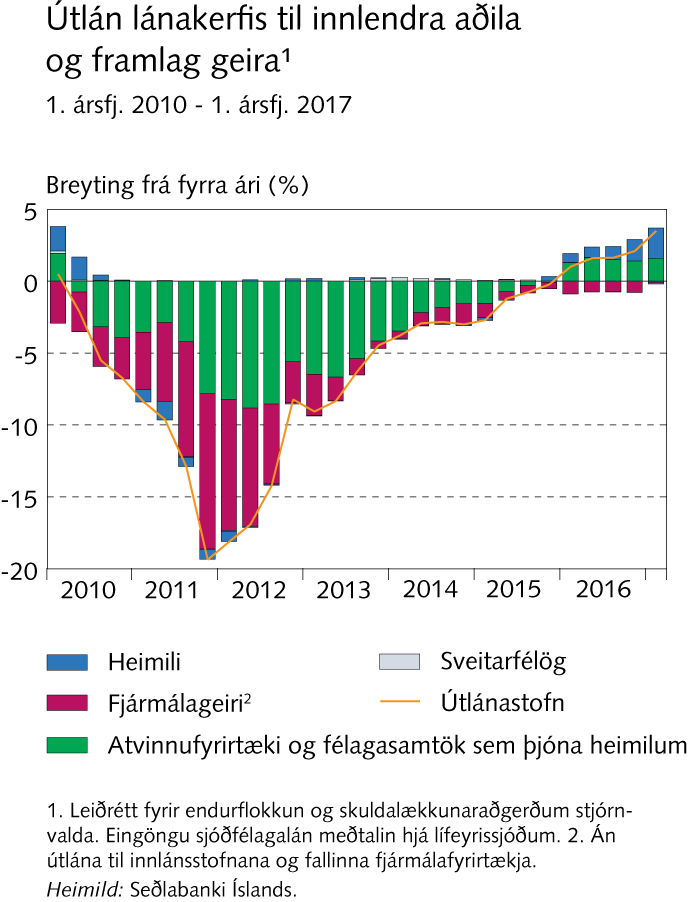 Útlán lánakerfis til innlendra aðila
og framlag geira¹
1. ársfj. 2010 - 1. ársfj. 2017
Breyting frá fyrra ári (%)
5
0
-5
-10
-15
-20
2010 2011 2012 2013 2014 2015 2016
Heimili
Sveitarfélög
Fjármálageiri²
Útlánastofn
Atvinnufyrirtæki og félagasamtök sem þjóna heimilum
1. Leiðrétt fyrir endurflokkun og skuldalækkunaraðgerðum stjórn-
valda. Eingöngu sjóðfélagalán meðtalin hjá lífeyrissjóðum. 2. Án
útlána til innlánsstofnana og fallinna fjármálafyrirtækja.
Heimild: Seðlabanki Íslands.